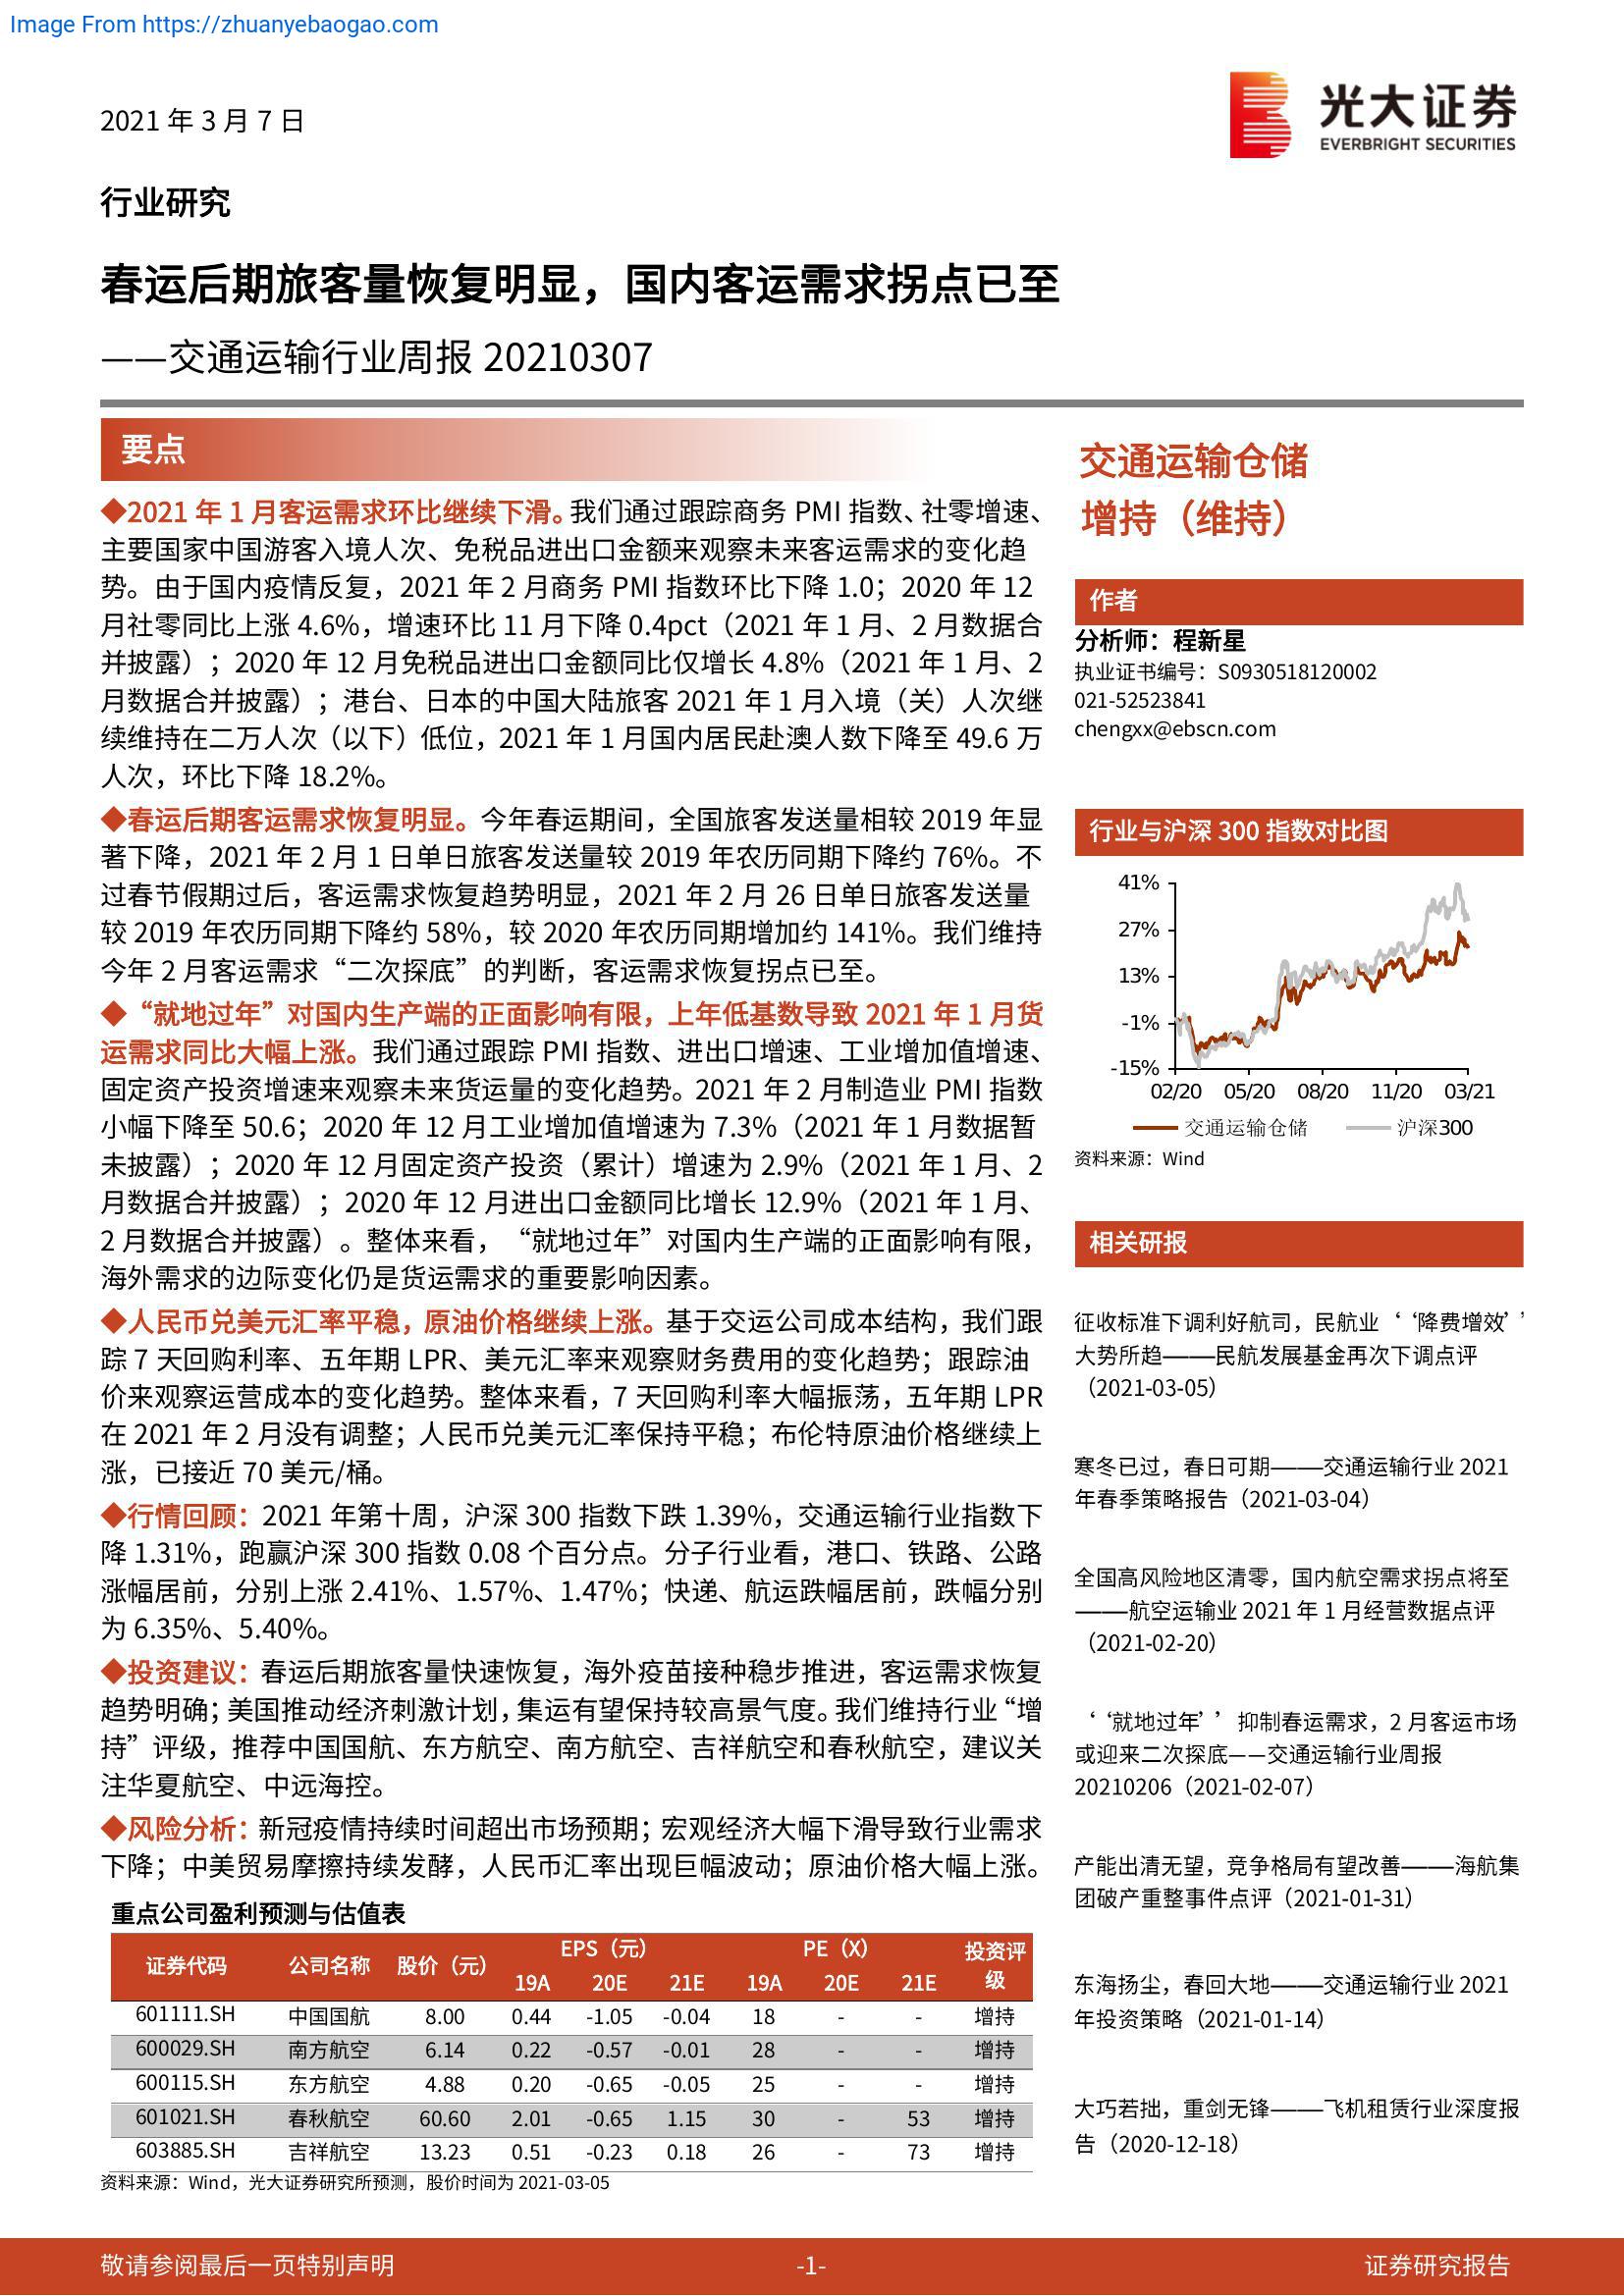 Image From https://zhuanyebaogao.com
2021 年 3 月 7 日
光大证券
EVERBRIGHT SECURITIES
行业研究
春运后期旅客量恢复明显，国内客运需求拐点已至
——交通运输行业周报 20210307
要点
◆2021 年 1 月客运需求环比继续下滑。我们通过跟踪商务 PMI 指数、社零增速、
主要国家中国游客入境人次、免税品进出口金额来观察未来客运需求的变化趋
势。由于国内疫情反复，2021 年 2 月商务 PMI 指数环比下降 1.0；2020 年 12
月社零同比上涨 4.6%，增速环比 11 月下降 0.4pct（2021 年 1 月、2 月数据合
并披露）；2020 年 12 月免税品进出口金额同比仅增长 4.8%（2021 年 1 月、2
月数据合并披露）；港台、日本的中国大陆旅客 2021 年 1 月入境（关）人次继
续维持在二万人次（以下）低位，2021 年 1 月国内居民赴澳人数下降至 49.6 万
人次，环比下降 18.2%。
◆春运后期客运需求恢复明显。今年春运期间，全国旅客发送量相较 2019 年显
著下降，2021 年 2 月 1 日单日旅客发送量较 2019 年农历同期下降约 76%。不
过春节假期过后，客运需求恢复趋势明显，2021 年 2 月 26 日单日旅客发送量
较 2019 年农历同期下降约 58%，较 2020 年农历同期增加约 141%。我们维持
今年 2 月客运需求“二次探底”的判断，客运需求恢复拐点已至。
◆“就地过年”对国内生产端的正面影响有限，上年低基数导致 2021 年 1 月货
运需求同比大幅上涨。我们通过跟踪 PMI 指数、进出口增速、工业增加值增速、
固定资产投资增速来观察未来货运量的变化趋势。2021 年 2 月制造业 PMI 指数
小幅下降至 50.6；2020 年 12 月工业增加值增速为 7.3%（2021 年 1 月数据暂
未披露）；2020 年 12 月固定资产投资（累计）增速为 2.9%（2021 年 1 月、2
月数据合并披露）；2020 年 12 月进出口金额同比增长 12.9%（2021 年 1 月、
2 月数据合并披露）。整体来看，“就地过年”对国内生产端的正面影响有限，
海外需求的边际变化仍是货运需求的重要影响因素。
◆人民币兑美元汇率平稳，原油价格继续上涨。基于交运公司成本结构，我们跟
踪 7 天回购利率、五年期 LPR、美元汇率来观察财务费用的变化趋势；跟踪油
价来观察运营成本的变化趋势。整体来看，7 天回购利率大幅振荡，五年期 LPR
在 2021 年 2 月没有调整；人民币兑美元汇率保持平稳；布伦特原油价格继续上
涨，已接近 70 美元/桶。
◆行情回顾：2021 年第十周，沪深 300 指数下跌 1.39%，交通运输行业指数下
降 1.31%，跑赢沪深 300 指数 0.08 个百分点。分子行业看，港口、铁路、公路
涨幅居前，分别上涨 2.41%、1.57%、1.47%；快递、航运跌幅居前，跌幅分别
为 6.35%、5.40%。
◆投资建议：春运后期旅客量快速恢复，海外疫苗接种稳步推进，客运需求恢复
趋势明确；美国推动经济刺激计划，集运有望保持较高景气度。我们维持行业“增
持”评级，推荐中国国航、东方航空、南方航空、吉祥航空和春秋航空，建议关
注华夏航空、中远海控。
◆风险分析：新冠疫情持续时间超出市场预期；宏观经济大幅下滑导致行业需求
下降；中美贸易摩擦持续发酵，人民币汇率出现巨幅波动；原油价格大幅上涨。
重点公司盈利预测与估值表
证券代码 公司名称 股价（元） EPS（元） PE（X） 投资评级
19A 20E 21E 19A 20E 21E
601111.SH 中国国航 8.00 0.44 -1.05 -0.04 18 - - 增持
600029.SH 南方航空 6.14 0.22 -0.57 -0.01 28 - - 增持
600115.SH 东方航空 4.88 0.20 -0.65 -0.05 25 - - 增持
601021.SH 春秋航空 60.60 2.01 -0.65 1.15 30 - 53 增持
603885.SH 吉祥航空 13.23 0.51 -0.23 0.18 26 - 73 增持
资料来源：Wind，光大证券研究所预测，股价时间为 2021-03-05
交通运输仓储
增持（维持）
作者
分析师：程新星
执业证书编号：S0930518120002
021-52523841
chengxx@ebscn.com
行业与沪深 300 指数对比图
41%
27%
13%
-1%
-15%
02/20 05/20 08/20 11/20 03/21
交通运输仓储 沪深300
资料来源：Wind
相关研报
征收标准下调利好航司，民航业‘‘降费增效’’
大势所趋——民航发展基金再次下调点评
（2021-03-05）
寒冬已过，春日可期——交通运输行业 2021
年春季策略报告（2021-03-04）
全国高风险地区清零，国内航空需求拐点将至
——航空运输业 2021 年 1 月经营数据点评
（2021-02-20）
‘‘就地过年’’抑制春运需求，2 月客运市场
或迎来二次探底——交通运输行业周报
20210206（2021-02-07）
产能出清无望，竞争格局有望改善——海航集
团破产重整事件点评（2021-01-31）
东海扬尘，春回大地——交通运输行业 2021
年投资策略（2021-01-14）
大巧若拙，重剑无锋——飞机租赁行业深度报
告（2020-12-18）
敬请参阅最后一页特别声明 -1- 证券研究报告